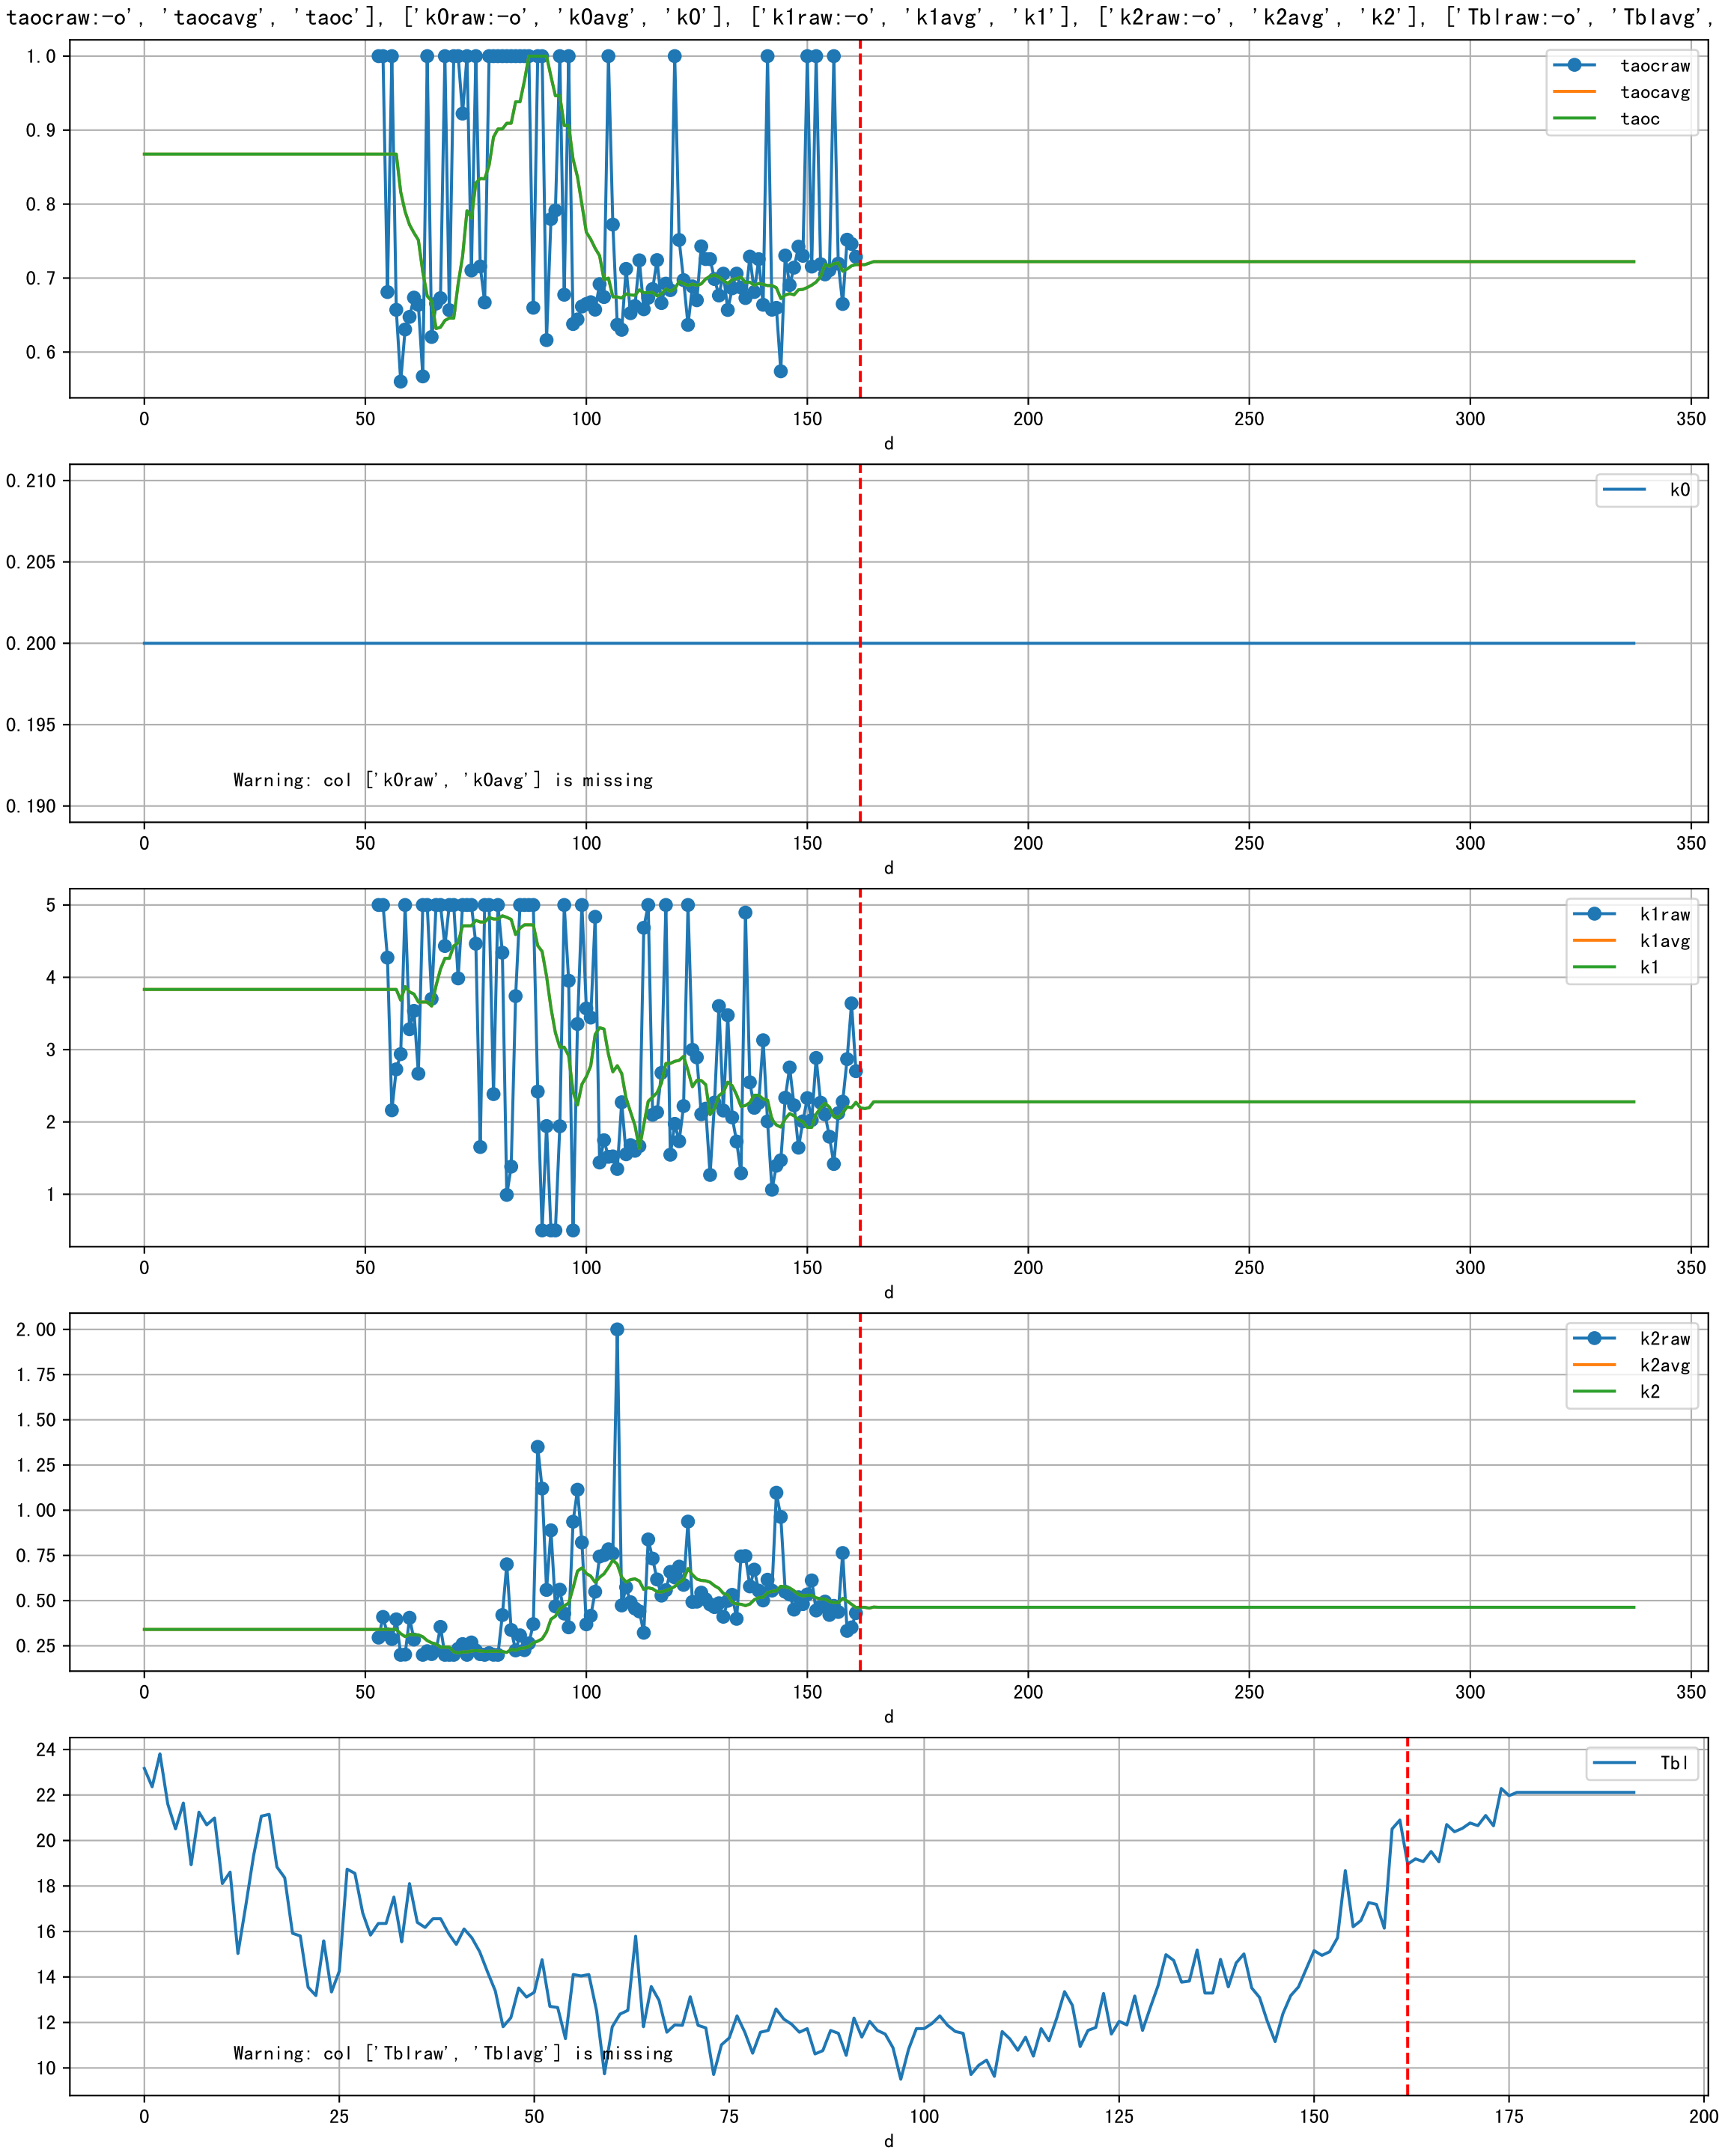 taocraw:-o', 'taocavg', 'taoc'], ['k0raw:-o', 'k0avg', 'k0'], ['k1raw:-o', 'k1avg', 'k1'], ['k2raw:-o', 'k2avg', 'k2'], ['Tblraw:-o', 'Tblavg',
1.0
0.9
0.8
0.7
0.6
taocraw
taocavg
taoc
0 50 100 150 200 250 300 350
d
0.210
0.205
0.200
0.195
0.190
k0
Warning: col ['k0raw', 'k0avg'] is missing
0 50 100 150 200 250 300 350
d
5
4
3
2
1
k1raw
k1avg
k1
0 50 100 150 200 250 300 350
d
2.00
1.75
1.50
1.25
1.00
0.75
0.50
0.25
k2raw
k2avg
k2
0 50 100 150 200 250 300 350
d
24
22
20
18
16
14
12
10
Tbl
Warning: col ['Tblraw', 'Tblavg'] is missing
0 25 50 75 100 125 150 175 200
d